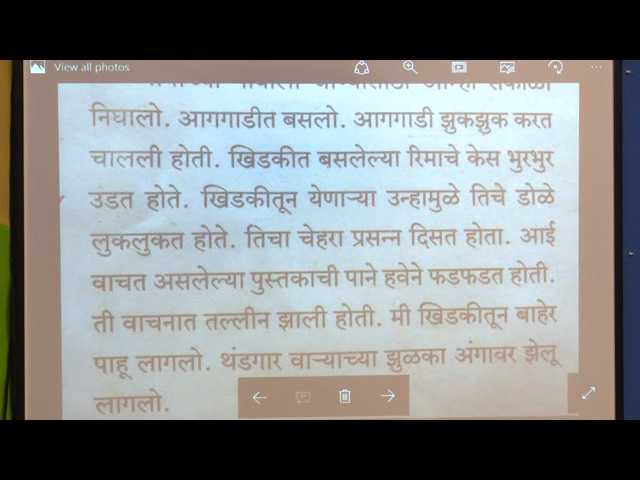 View all photos
निघालो. आगगाडीत बसलो. आगगाडी झुकझुक करत
चालली होती. खिडकीत बसलेल्या रिमाचे केस भुरभुर
उडत होते. खिडकीतून येणाऱ्या उन्हामुळे तिचे डोळे
लुकलुकत होते. तिचा चेहरा प्रसन्न दिसत होता. आई
वाचत असलेल्या पुस्तकाची पाने हवेने फडफडत होती.
ती वाचनात तल्लीन झाली होती. मी खिडकीतून बाहेर
पाहू लागलो. थंडगार वाऱ्याच्या झुळका अंगावर झेलू
लागलो.